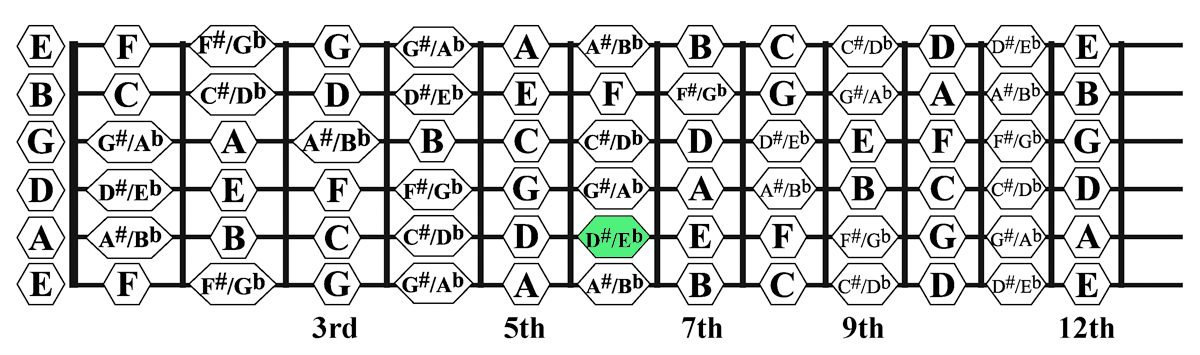 E F F#/Gb G G#/Ab A A#/Bb B C C#/Db D D#/Eb E
B C C#/Db D D#/Eb E F F#/Gb G G#/Ab A A#/Bb B
G G#/Ab A A#/Bb B C C#/Db D D#/Eb E F F#/Gb G
D D#/Eb E F F#/Gb G G#/Ab A A#/Bb B C C#/Db D
A A#/Bb B C C#/Db D D#/Eb E F F#/Gb G G#/Ab A
E F F#/Gb G G#/Ab A A#/Bb B C C#/Db D D#/Eb E
3rd 5th 7th 9th 12th